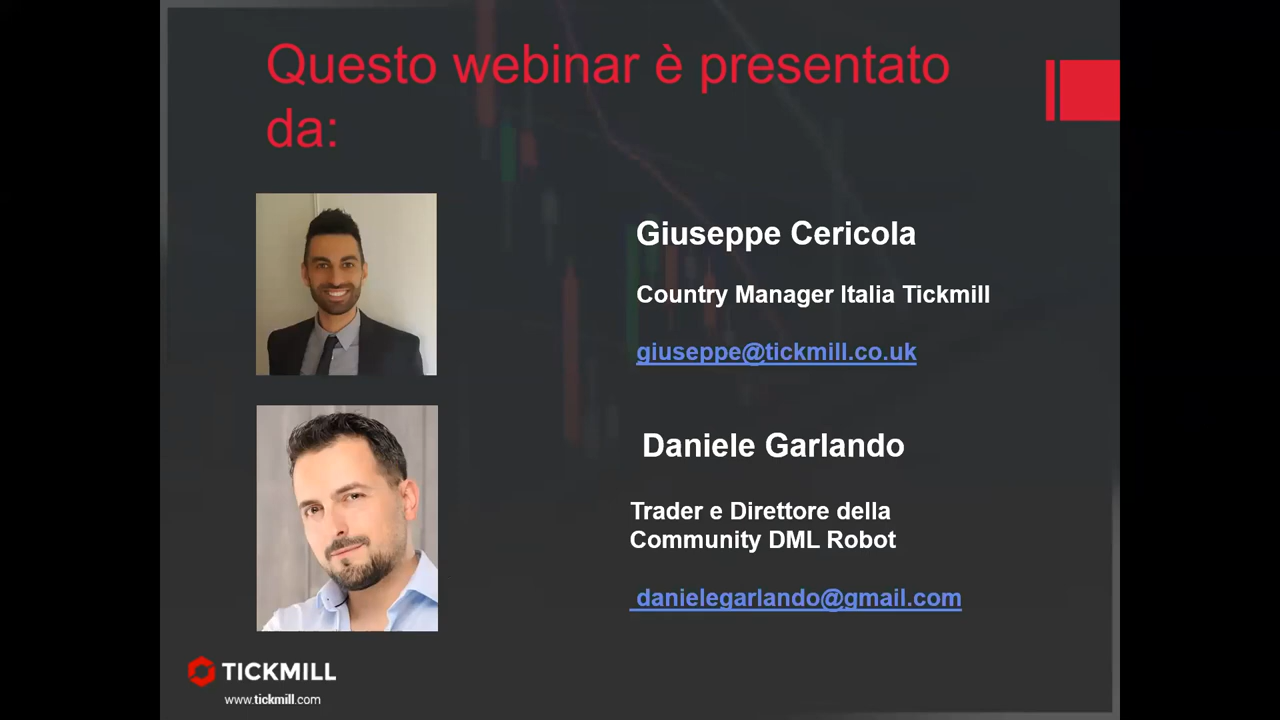 Questo webinar è presentato
da:
Giuseppe Cericola
Country Manager Italia Tickmill
giuseppe@tickmill.co.uk
Daniele Garlando
Trader e Direttore della
Community DML Robot
danielegarlando@gmail.com
TICKMILL
www.tickmill.com